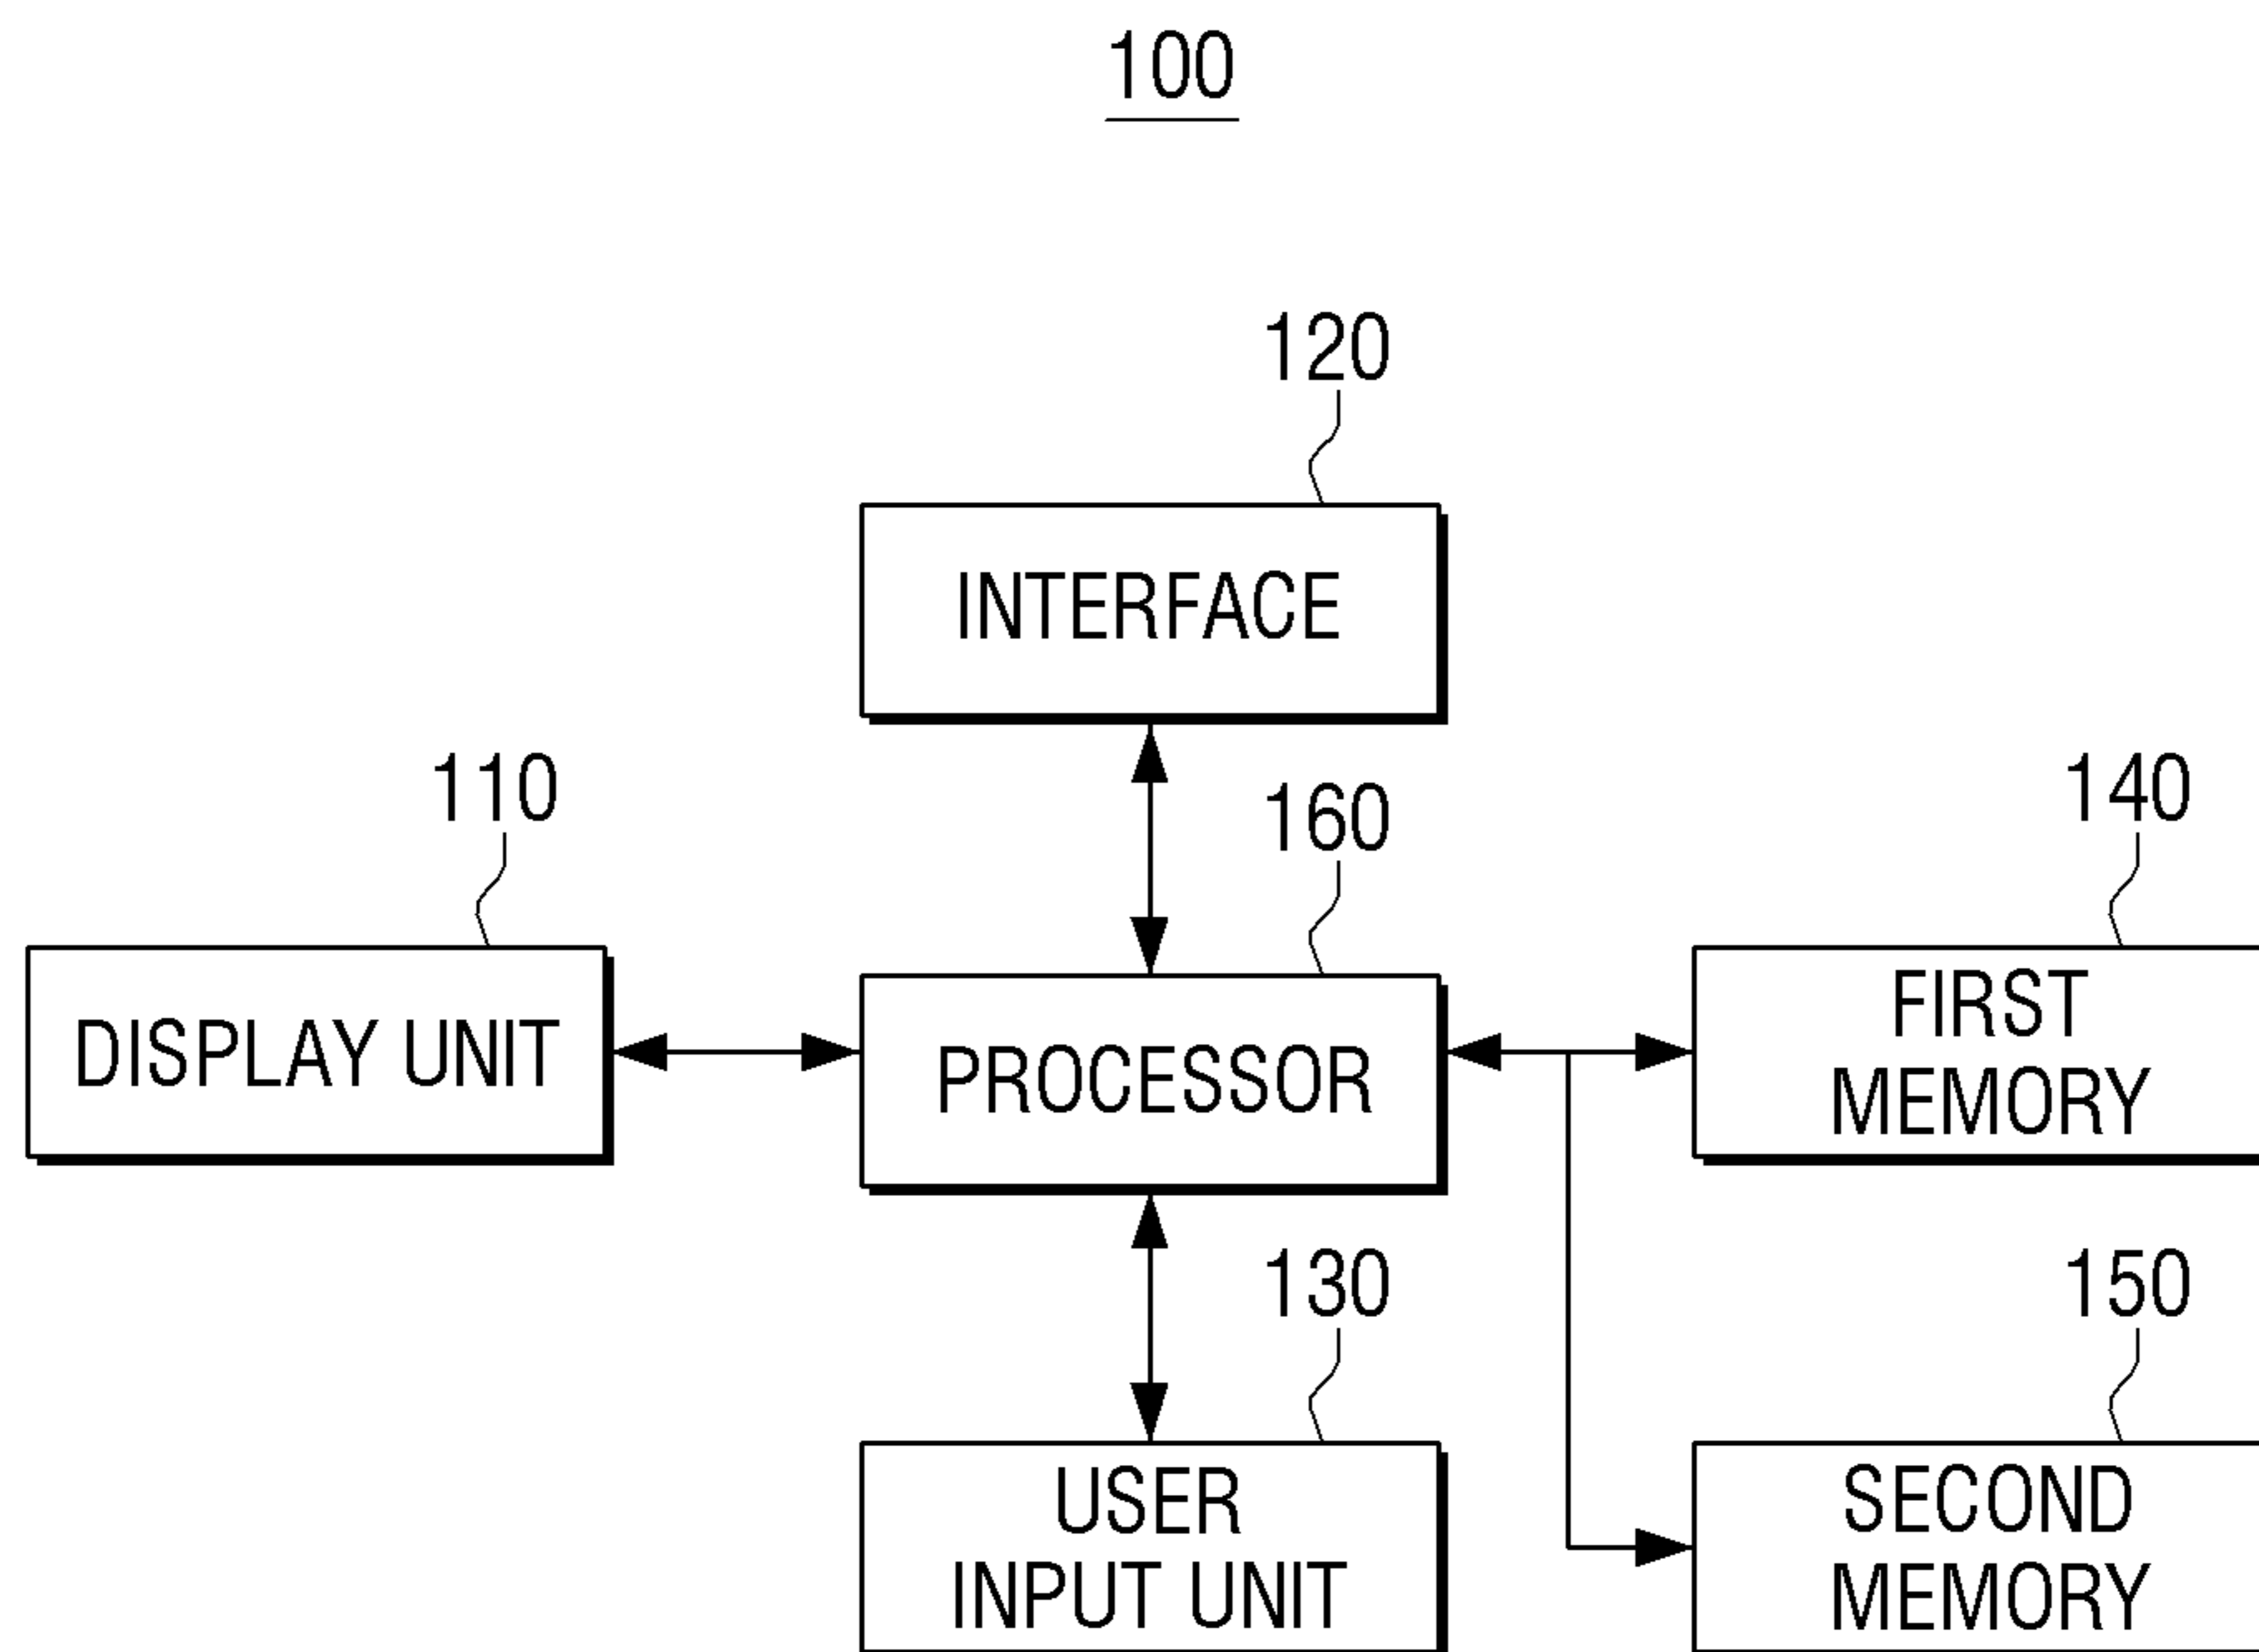 100
120
INTERFACE
110
160
140
DISPLAY UNIT
PROCESSOR
FIRST
MEMORY
130
150
USER
INPUT UNIT
SECOND
MEMORY